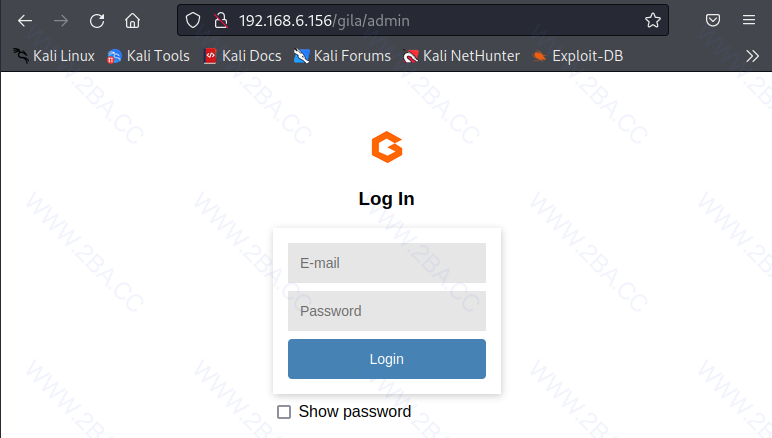 192.168.6.156/gila/admin
Kali Linux Kali Tools Kali Docs Kali Forums Kali NetHunter Exploit-DB
Log In
E-mail
Password
Login
Show password
WWW.2BA.CC